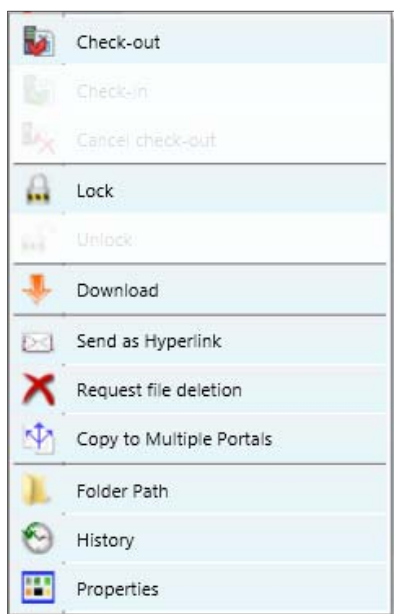 Check-out
Check-in
Cancel check-out
Lock
Unlock
Download
Send as Hyperlink
Request file deletion
Copy to Multiple Portals
Folder Path
History
Properties